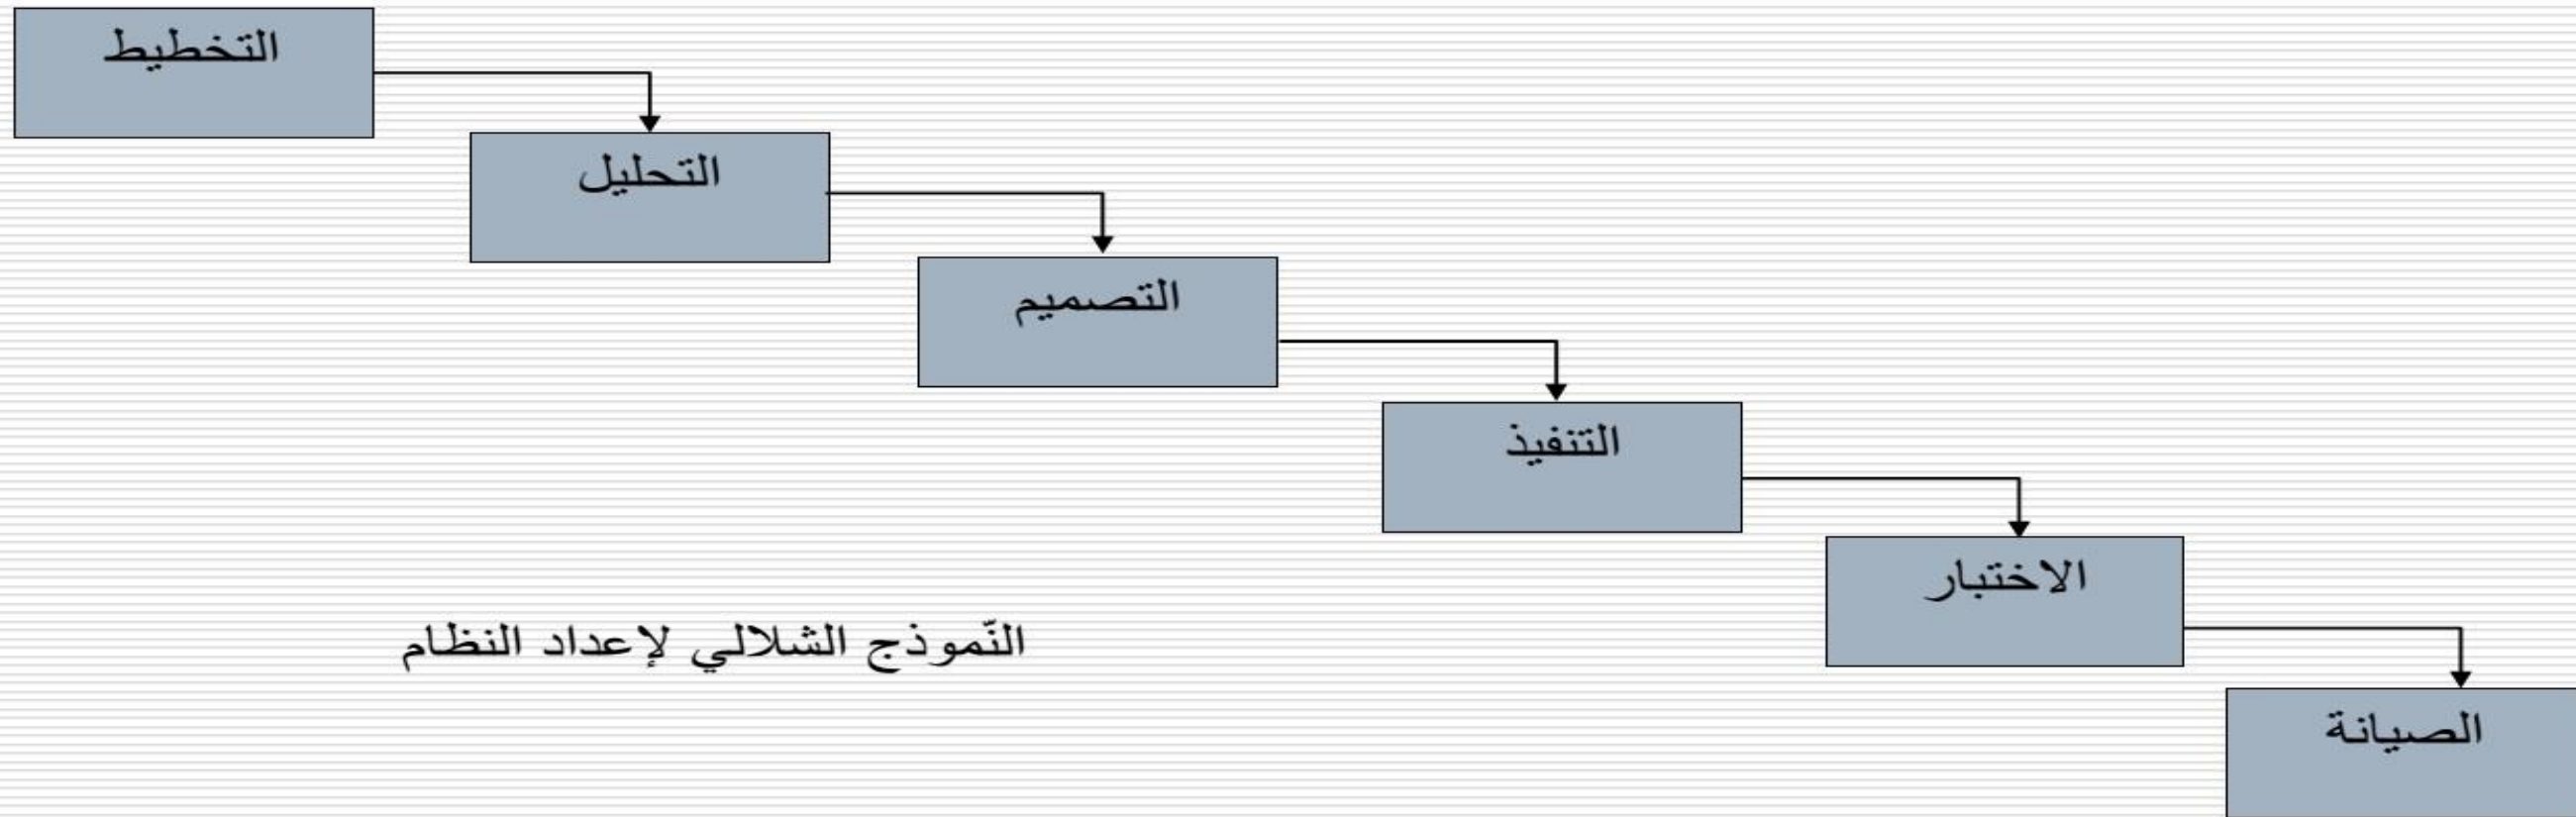 التخطيط
التحليل
التصميم
التنفيذ
الاختبار
النّموذج الشلالي لإعداد النظام
الصيانة